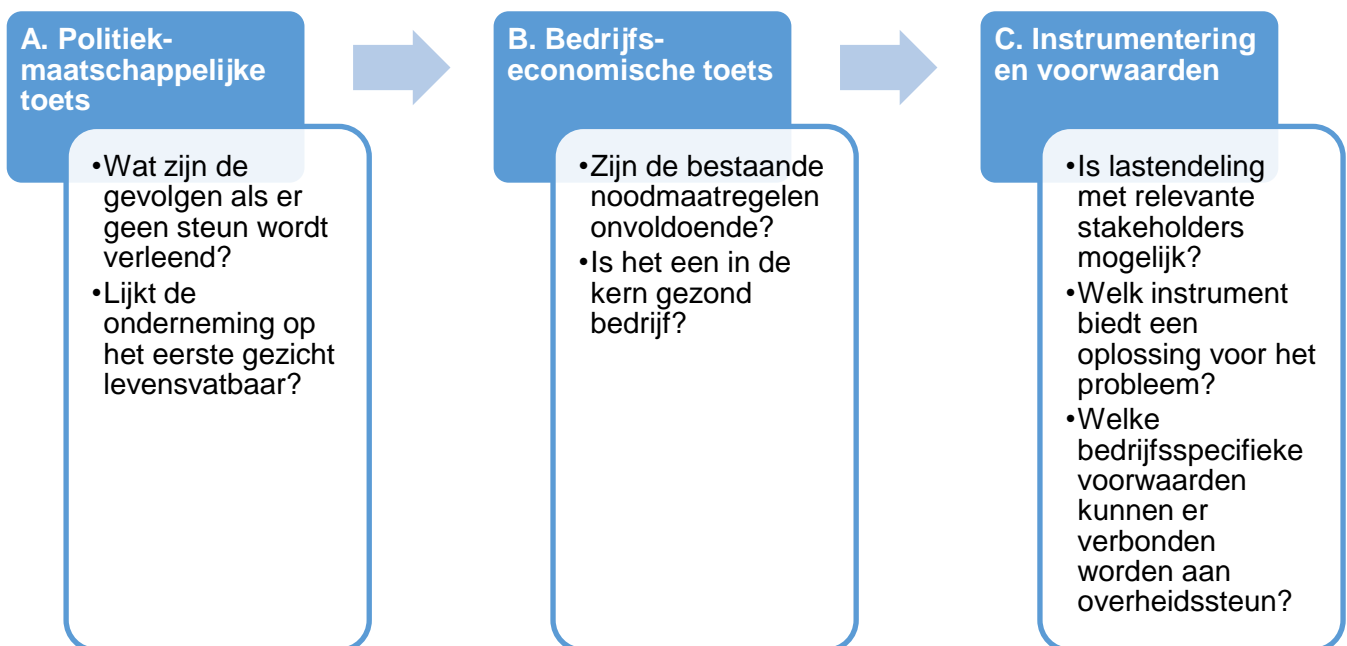 A. Politiek-
maatschappelijke
toets
•Wat zijn de
gevolgen als er
geen steun wordt
verleend?
•Lijkt de
onderneming op
het eerste gezicht
levensvatbaar?
B. Bedrijfs-
economische toets
•Zijn de bestaande
noodmaatregelen
onvoldoende?
•Is het een in de
kern gezond
bedrijf?
C. Instrumentering
en voorwaarden
•Is lastendeling
met relevante
stakeholders
mogelijk?
•Welk instrument
biedt een
oplossing voor het
probleem?
•Welke
bedrijfsspecifieke
voorwaarden
kunnen er
verbonden
worden aan
overheidssteun?